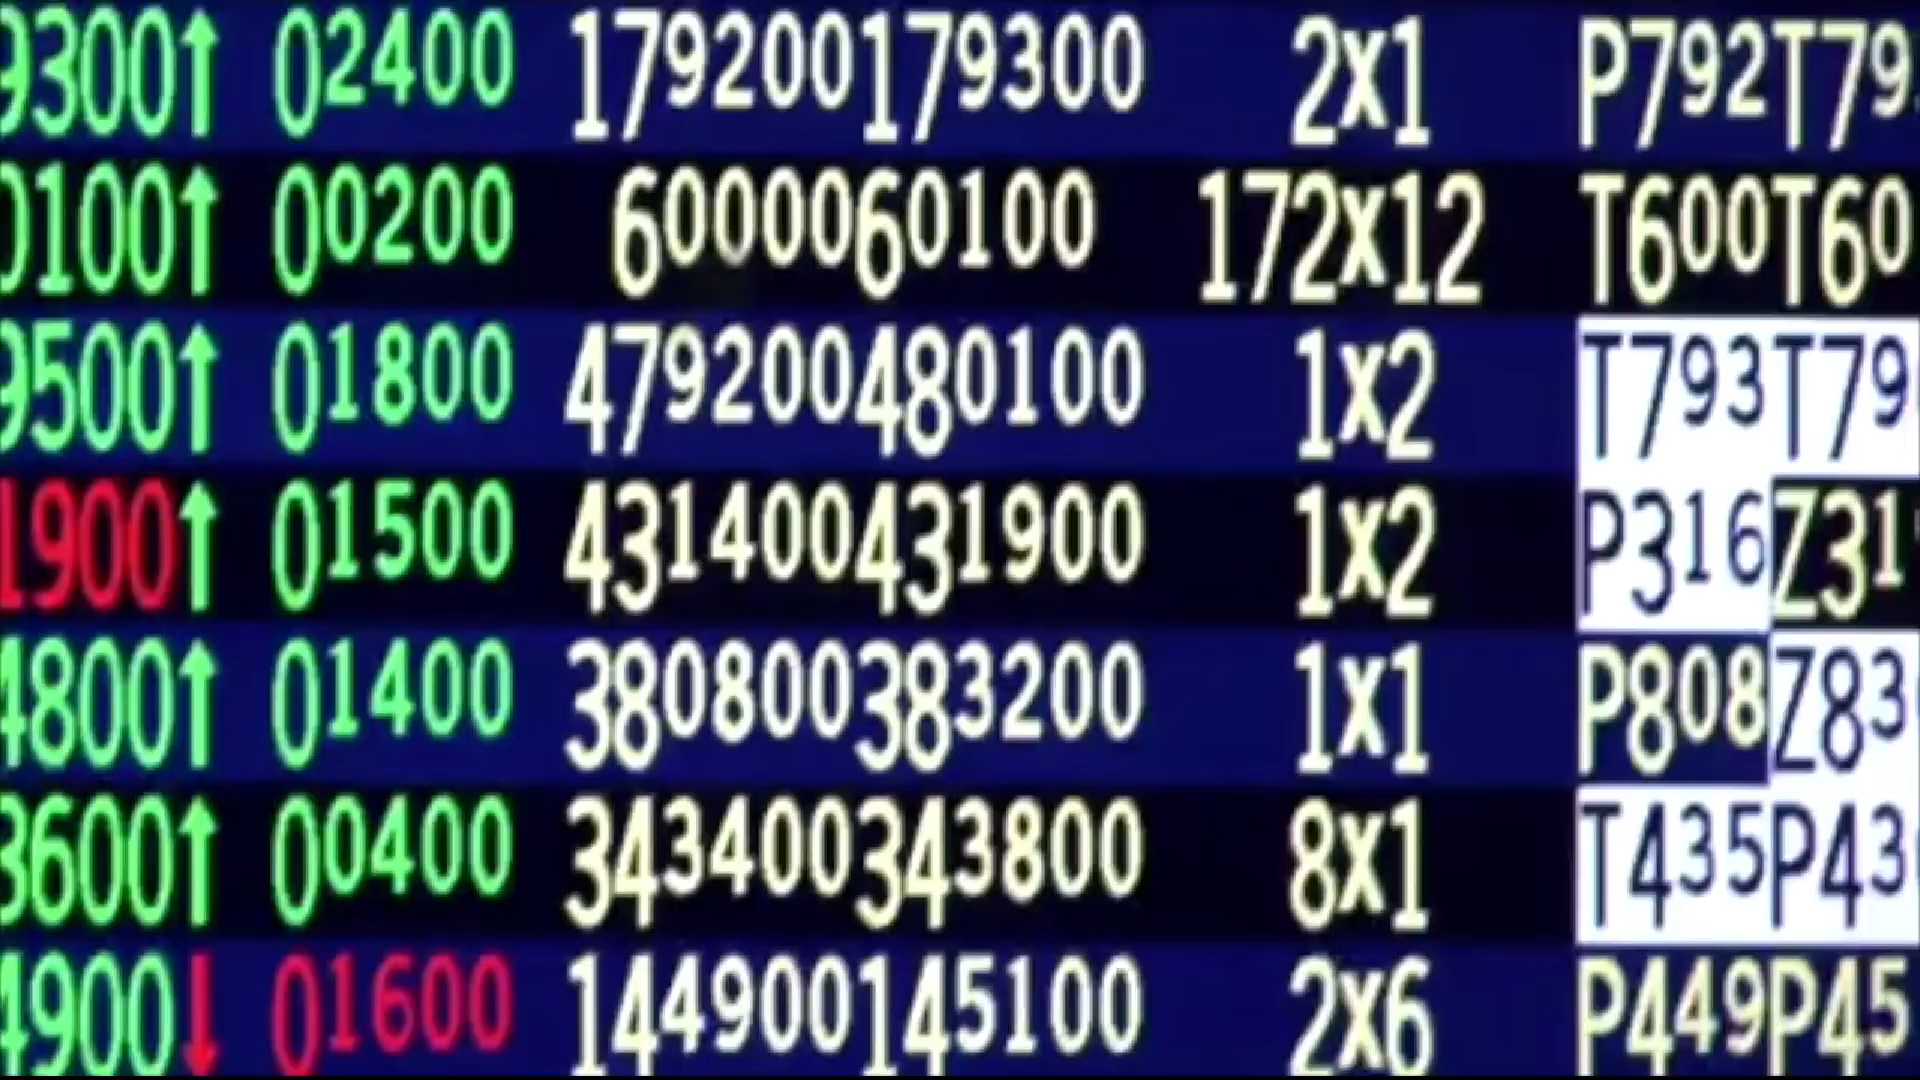 9300↑ 02400 179200179300 2X1 P792T79
0100↑ 00200 6000060100 172X12 T600T60
9500↑ 01800 479200480100 1X2 T793T79
1900↑ 01500 431400431900 1X2 P316Z31
4800↑ 01400 380800383200 1X1 P808Z83
3600↑ 00400 343400343800 8X1 T435P43
4900↓ 01600 144900145100 2X6 P449P45